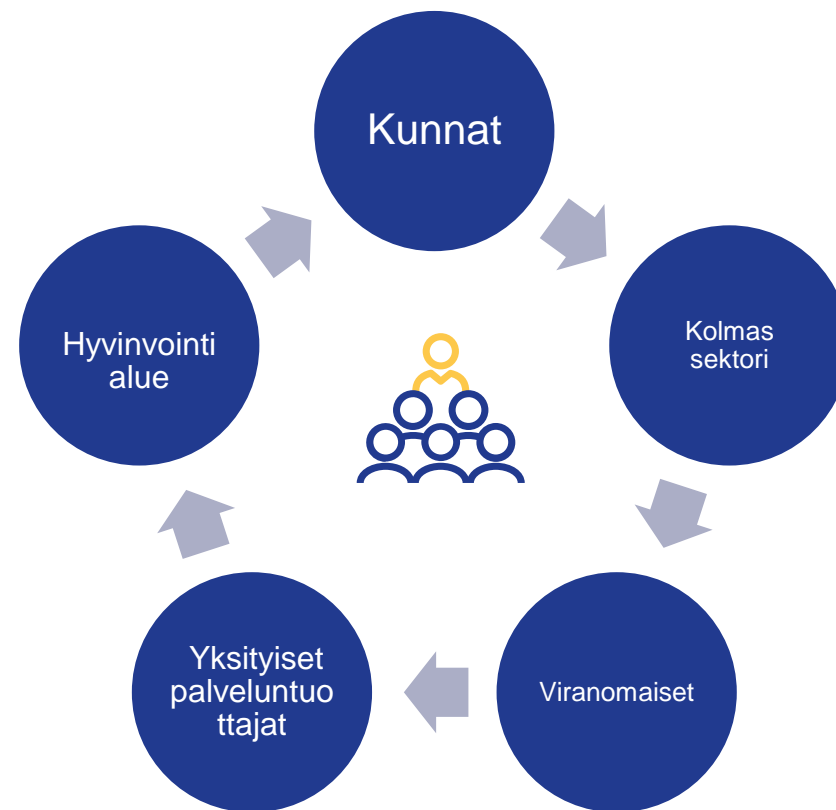 Kunnat
Kolmas
sektori
Viranomaiset
Yksityiset
palveluntuo
ttajat
Hyvinvointi
alue